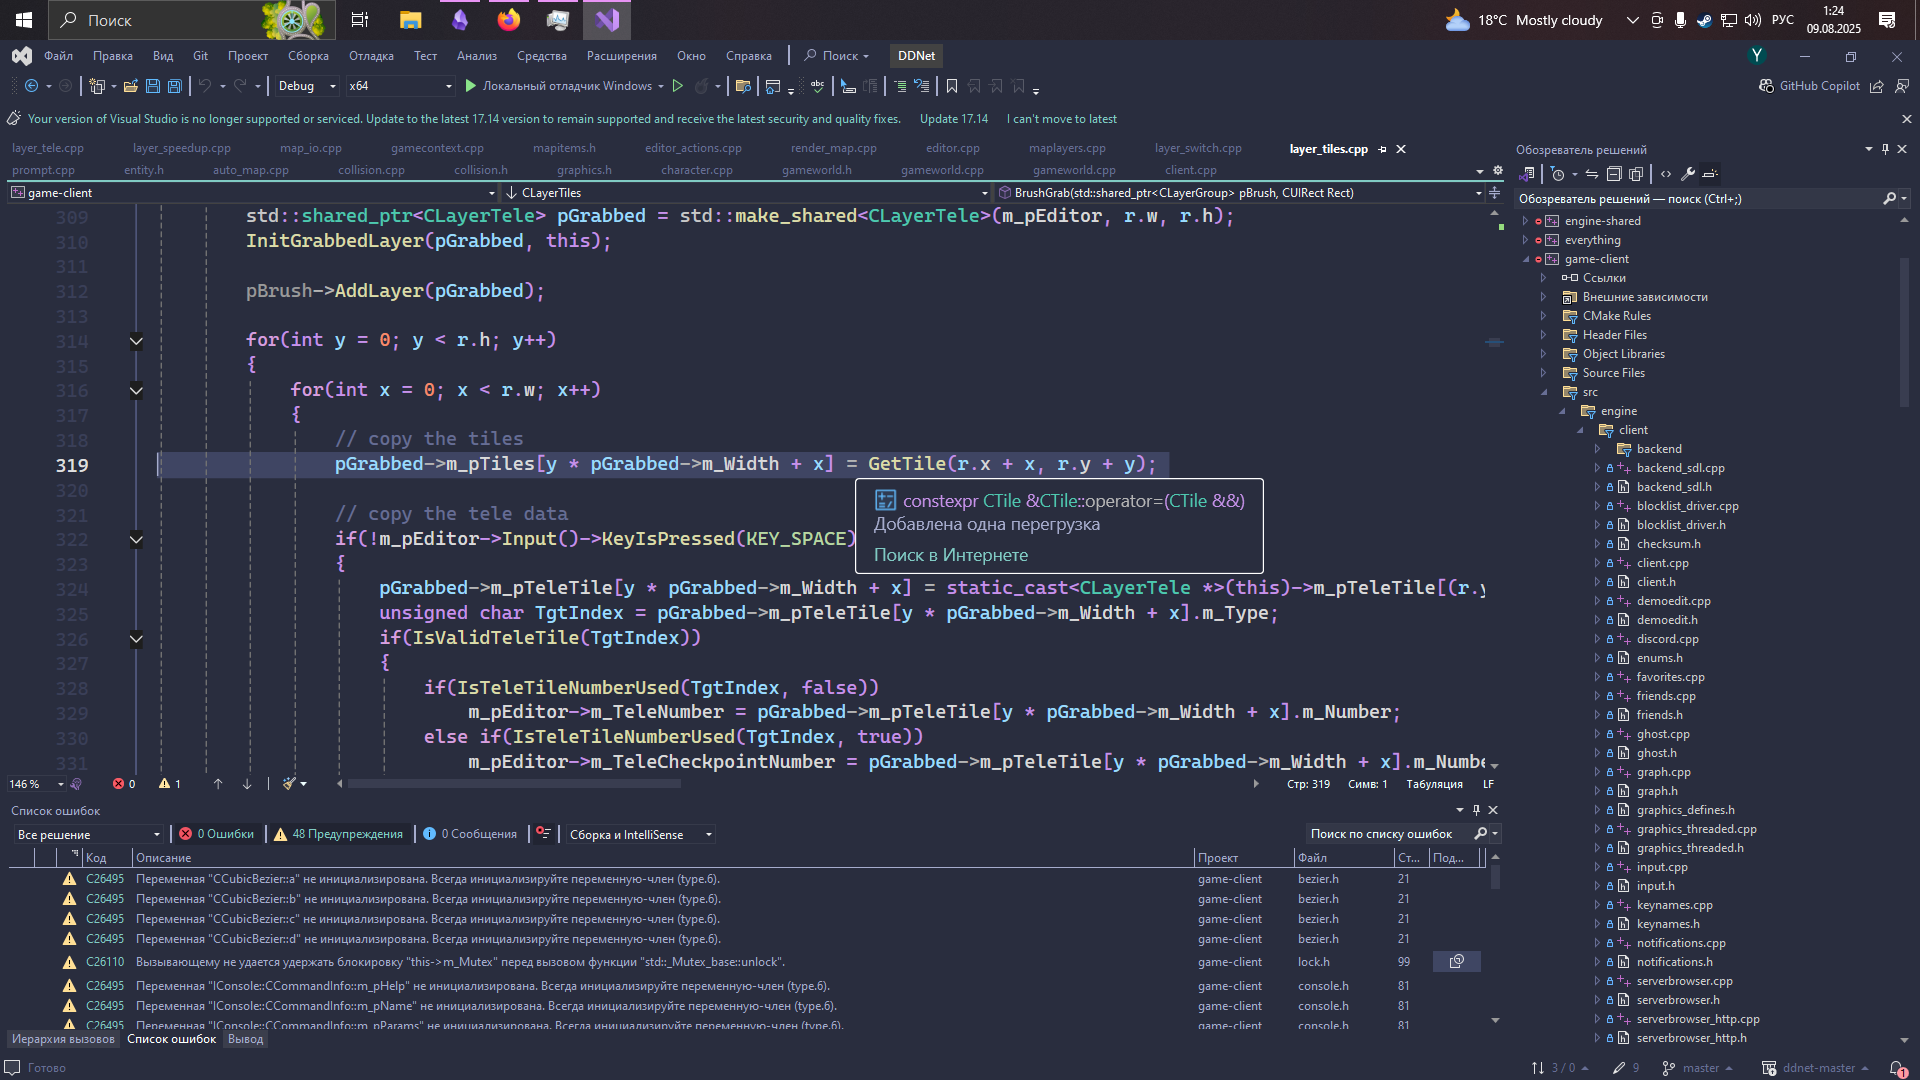 Поиск
18°C Mostly cloudy
РУС
1:24
09.08.2025
Файл Правка Вид Git Проект Сборка Отладка Тест Анализ Средства Расширения Окно Справка Поиск DDNet
Y
Debug x64 Локальный отладчик Windows GitHub Copilot
Your version of Visual Studio is no longer supported or serviced. Update to the latest 17.14 version to remain supported and receive the latest security and quality fixes. Update 17.14 I can't move to latest
layer_tele.cpp layer_speedup.cpp map_io.cpp gamecontext.cpp mapitems.h editor_actions.cpp render_map.cpp editor.cpp maplayers.cpp layer_switch.cpp layer_tiles.cpp
prompt.cpp entity.h auto_map.cpp collision.cpp collision.h graphics.h character.cpp gameworld.h gameworld.cpp gameworld.cpp client.cpp
game-client CLayerTiles BrushGrab(std::shared_ptr<CLayerGroup> pBrush, CUIRect Rect)
309 std::shared_ptr<CLayerTele> pGrabbed = std::make_shared<CLayerTele>(m_pEditor, r.w, r.h);
310 InitGrabbedLayer(pGrabbed, this);
311
312 pBrush->AddLayer(pGrabbed);
313
314 for(int y = 0; y < r.h; y++)
315 {
316 for(int x = 0; x < r.w; x++)
317 {
318 // copy the tiles
319 pGrabbed->m_pTiles[y * pGrabbed->m_Width + x] = GetTile(r.x + x, r.y + y);
320
321 // copy the tele data
322 if(!m_pEditor->Input()->KeyIsPressed(KEY_SPACE)
323 {
324 pGrabbed->m_pTeleTile[y * pGrabbed->m_Width + x] = static_cast<CLayerTele *>(this)->m_pTeleTile[(r.y
325 unsigned char TgtIndex = pGrabbed->m_pTeleTile[y * pGrabbed->m_Width + x].m_Type;
326 if(IsValidTeleTile(TgtIndex))
327 {
328 if(IsTeleTileNumberUsed(TgtIndex, false))
329 m_pEditor->m_TeleNumber = pGrabbed->m_pTeleTile[y * pGrabbed->m_Width + x].m_Number;
330 else if(IsTeleTileNumberUsed(TgtIndex, true))
331 m_pEditor->m_TeleCheckpointNumber = pGrabbed->m_pTeleTile[y * pGrabbed->m_Width + x].m_Numbe
constexpr CTile &CTile::operator=(CTile &&)
Добавлена одна перегрузка
Поиск в Интернете
146 % 0 1 Стр: 319 Симв: 1 Табуляция LF
Список ошибок
Все решение 0 Ошибки 48 Предупреждения 0 Сообщения Сборка и IntelliSense Поиск по списку ошибок
Код Описание Проект Файл Ст... Под...
C26495 Переменная "CCubicBezier::a" не инициализирована. Всегда инициализируйте переменную-член (type.6). game-client bezier.h 21
C26495 Переменная "CCubicBezier::b" не инициализирована. Всегда инициализируйте переменную-член (type.6). game-client bezier.h 21
C26495 Переменная "CCubicBezier::c" не инициализирована. Всегда инициализируйте переменную-член (type.6). game-client bezier.h 21
C26495 Переменная "CCubicBezier::d" не инициализирована. Всегда инициализируйте переменную-член (type.6). game-client bezier.h 21
C26110 Вызывающему не удается удержать блокировку "this->m_Mutex" перед вызовом функции "std::_Mutex_base::unlock". game-client lock.h 99
C26495 Переменная "IConsole::CCommandInfo::m_pHelp" не инициализирована. Всегда инициализируйте переменную-член (type.6). game-client console.h 81
C26495 Переменная "IConsole::CCommandInfo::m_pName" не инициализирована. Всегда инициализируйте переменную-член (type.6). game-client console.h 81
C26495 Переменная "IConsole::CCommandInfo::m_pParams" не инициализирована. Всегда инициализируйте переменную-член (type.6). game-client console.h 81
Иерархия вызовов Список ошибок Вывод
Обозреватель решений
Обозреватель решений — поиск (Ctrl+;)
engine-shared
everything
game-client
Ссылки
Внешние зависимости
CMake Rules
Header Files
Object Libraries
Source Files
src
engine
client
backend
backend_sdl.cpp
backend_sdl.h
blocklist_driver.cpp
blocklist_driver.h
checksum.h
client.cpp
client.h
demoedit.cpp
demoedit.h
discord.cpp
enums.h
favorites.cpp
friends.cpp
friends.h
ghost.cpp
ghost.h
graph.cpp
graph.h
graphics_defines.h
graphics_threaded.cpp
graphics_threaded.h
input.cpp
input.h
keynames.cpp
keynames.h
notifications.cpp
notifications.h
serverbrowser.cpp
serverbrowser.h
serverbrowser_http.cpp
serverbrowser_http.h
Готово 3 / 0 9 master ddnet-master 1